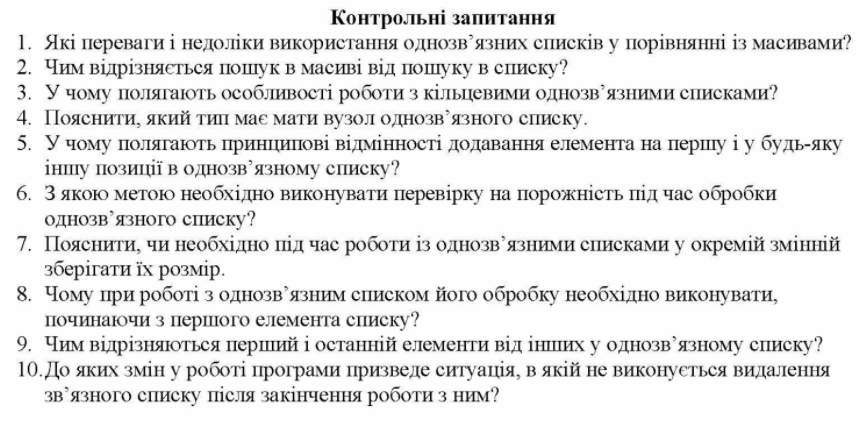 Контрольні запитання
1. Які переваги і недоліки використання однозв’язних списків у порівнянні із масивами?
2. Чим відрізняється пошук в масиві від пошуку в списку?
3. У чому полягають особливості роботи з кільцевими однозв’язними списками?
4. Пояснити, який тип має мати вузол однозв’язного списку.
5. У чому полягають принципові відмінності додавання елемента на першу і у будь-яку
іншу позиції в однозв’язному списку?
6. З якою метою необхідно виконувати перевірку на порожність під час обробки
однозв’язного списку?
7. Пояснити, чи необхідно під час роботи із однозв’язними списками у окремій змінній
зберігати їх розмір.
8. Чому при роботі з однозв’язним списком його обробку необхідно виконувати,
починаючи з першого елемента списку?
9. Чим відрізняються перший і останній елементи від інших у однозв’язному списку?
10. До яких змін у роботі програми призведе ситуація, в якій не виконується видалення
зв’язного списку після закінчення роботи з ним?